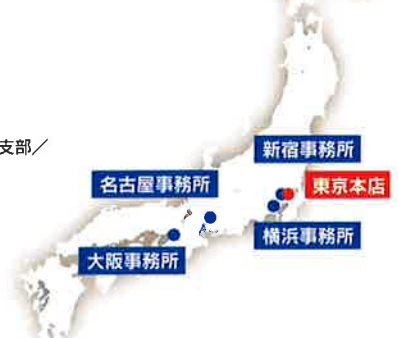 支部／
新宿事務所
名古屋事務所
東京本店
横浜事務所
大阪事務所